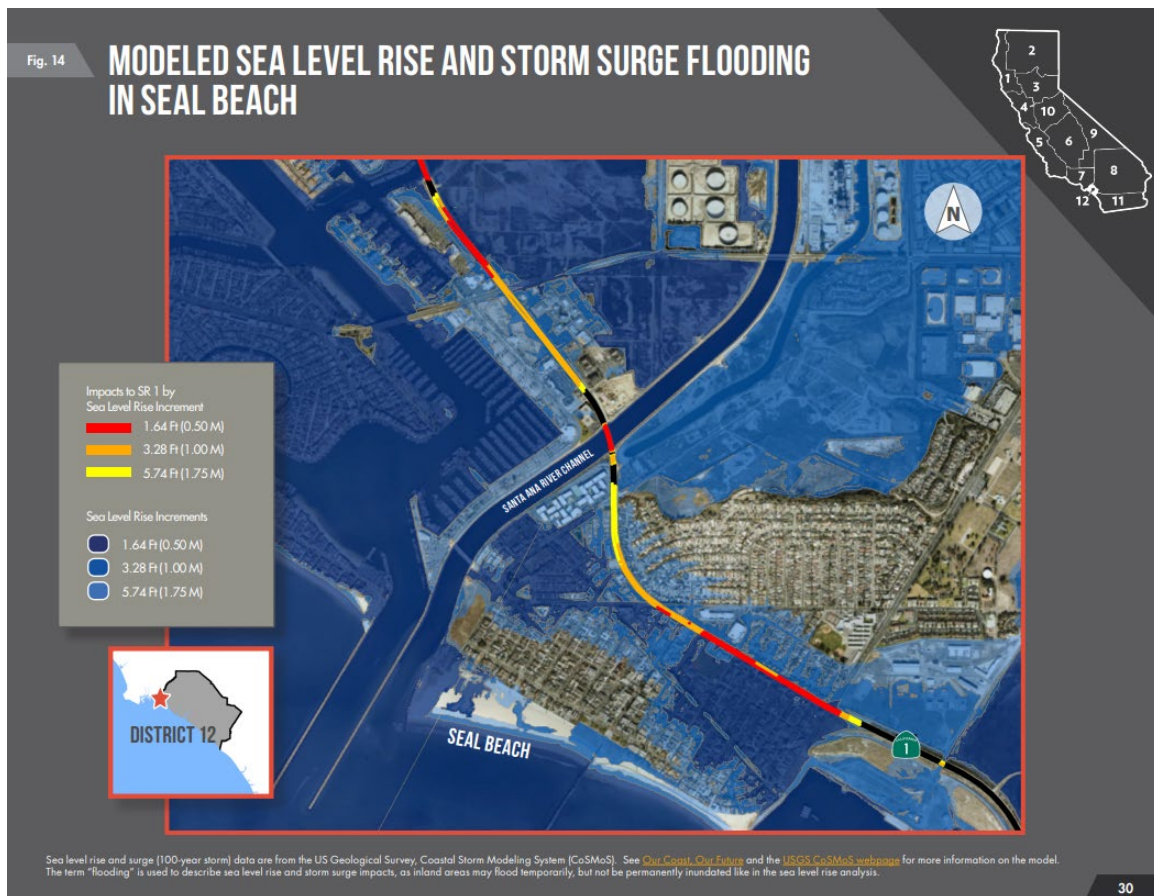 Fig. 14
MODELED SEA LEVEL RISE AND STORM SURGE FLOODING
IN SEAL BEACH
2
1
3
4
10
9
5
6
7
8
12
11
N
Impacts to SR 1 by
Sea Level Rise Increment
1.64 Ft (0.50 M)
3.28 Ft (1.00 M)
5.74 Ft (1.75 M)
Sea Level Rise Increments
1.64 Ft (0.50 M)
3.28 Ft (1.00 M)
5.74 Ft (1.75 M)
SANTA ANA RIVER CHANNEL
DISTRICT 12
SEAL BEACH
CALIFORNIA
1
Sea level rise and surge (100-year storm) data are from the US Geological Survey, Coastal Storm Modeling System (CoSMoS). See Our Coast, Our Future and the USGS CoSMoS webpage for more information on the model.
The term “flooding” is used to describe sea level rise and storm surge impacts, as inland areas may flood temporarily, but not be permanently inundated like in the sea level rise analysis.
30